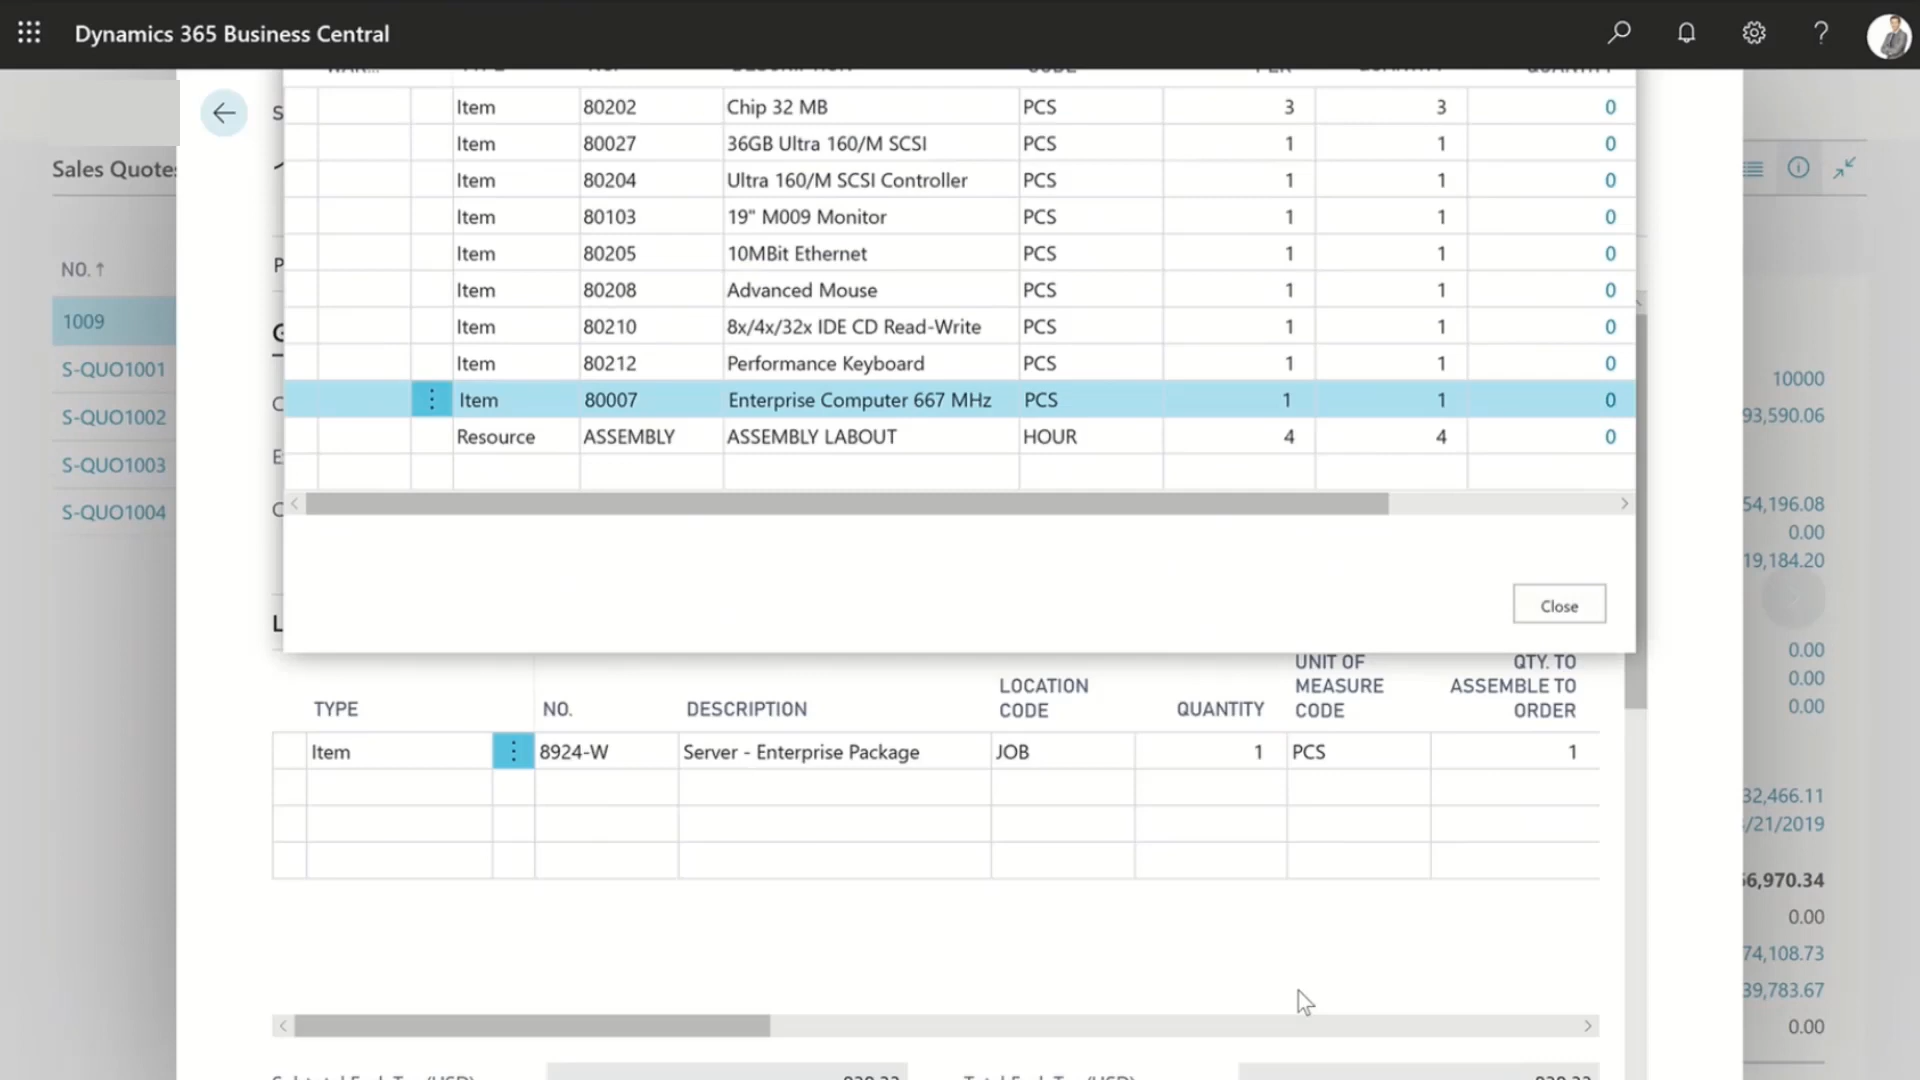 Dynamics 365 Business Central
?
Item 80202 Chip 32 MB PCS 3 3 0
Item 80027 36GB Ultra 160/M SCSI PCS 1 1 0
Item 80204 Ultra 160/M SCSI Controller PCS 1 1 0
Item 80103 19" M009 Monitor PCS 1 1 0
Item 80205 10MBit Ethernet PCS 1 1 0
Item 80208 Advanced Mouse PCS 1 1 0
Item 80210 8x/4x/32x IDE CD Read-Write PCS 1 1 0
Item 80212 Performance Keyboard PCS 1 1 0
Item 80007 Enterprise Computer 667 MHz PCS 1 1 0
Resource ASSEMBLY ASSEMBLY LABOUT HOUR 4 4 0
Close
Sales Quotes
NO. ↑
1009
S-QUO1001
S-QUO1002
S-QUO1003
S-QUO1004
TYPE NO. DESCRIPTION LOCATION CODE QUANTITY UNIT OF MEASURE CODE QTY. TO ASSEMBLE TO ORDER
Item 8924-W Server - Enterprise Package JOB 1 PCS 1
10000
93,590.06
54,196.08
0.00
19,184.20
0.00
0.00
0.00
32,466.11
/21/2019
56,970.34
0.00
74,108.73
39,783.67
0.00